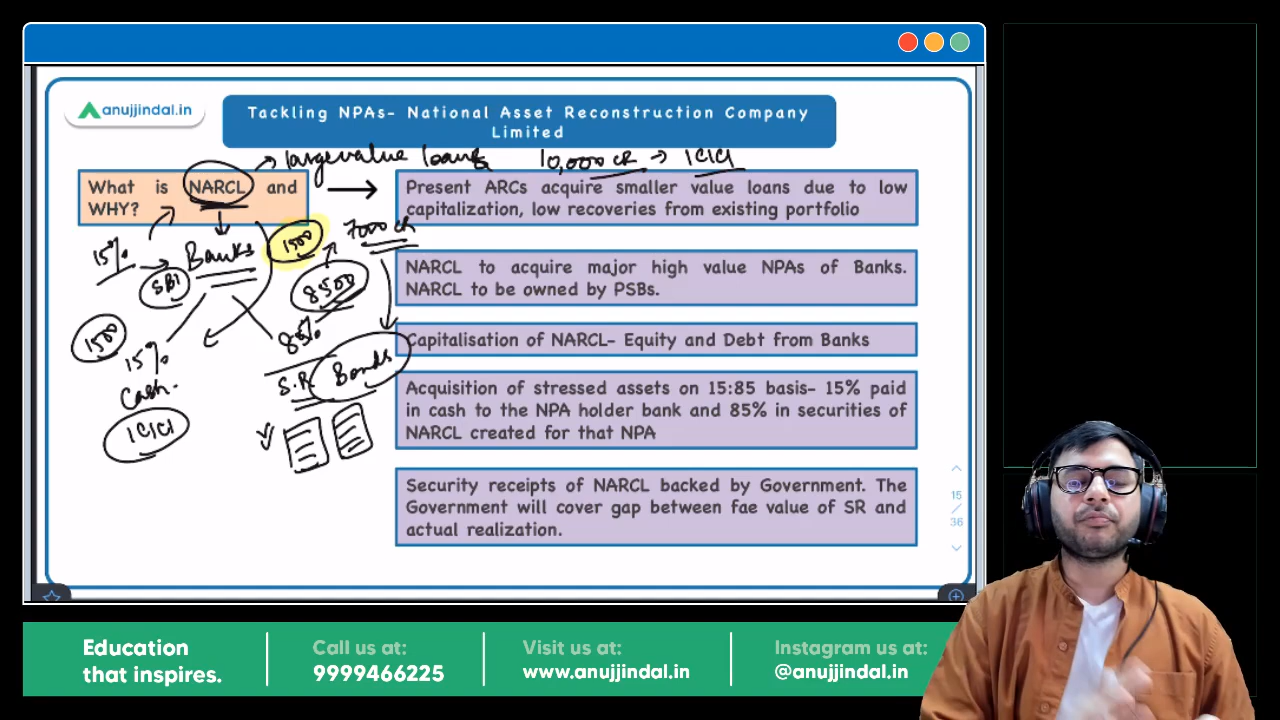 anujjindal.in
Tackling NPAs- National Asset Reconstruction Company
Limited
large value loans
10,000 CR → ICICI
What is NARCL and
WHY?
Present ARCs acquire smaller value loans due to low
capitalization, low recoveries from existing portfolio
15%
Banks
1500
7000 CR
SBI
8500
NARCL to acquire major high value NPAs of Banks.
NARCL to be owned by PSBs.
1500
15%
Cash
ICICI
85%
S.R.
Bonds
Capitalisation of NARCL- Equity and Debt from Banks
Acquisition of stressed assets on 15:85 basis- 15% paid
in cash to the NPA holder bank and 85% in securities of
NARCL created for that NPA
Security receipts of NARCL backed by Government. The
Government will cover gap between fae value of SR and
actual realization.
15
/
36
Education
that inspires.
Call us at:
9999466225
Visit us at:
www.anujjindal.in
Instagram us at:
@anujjindal.in